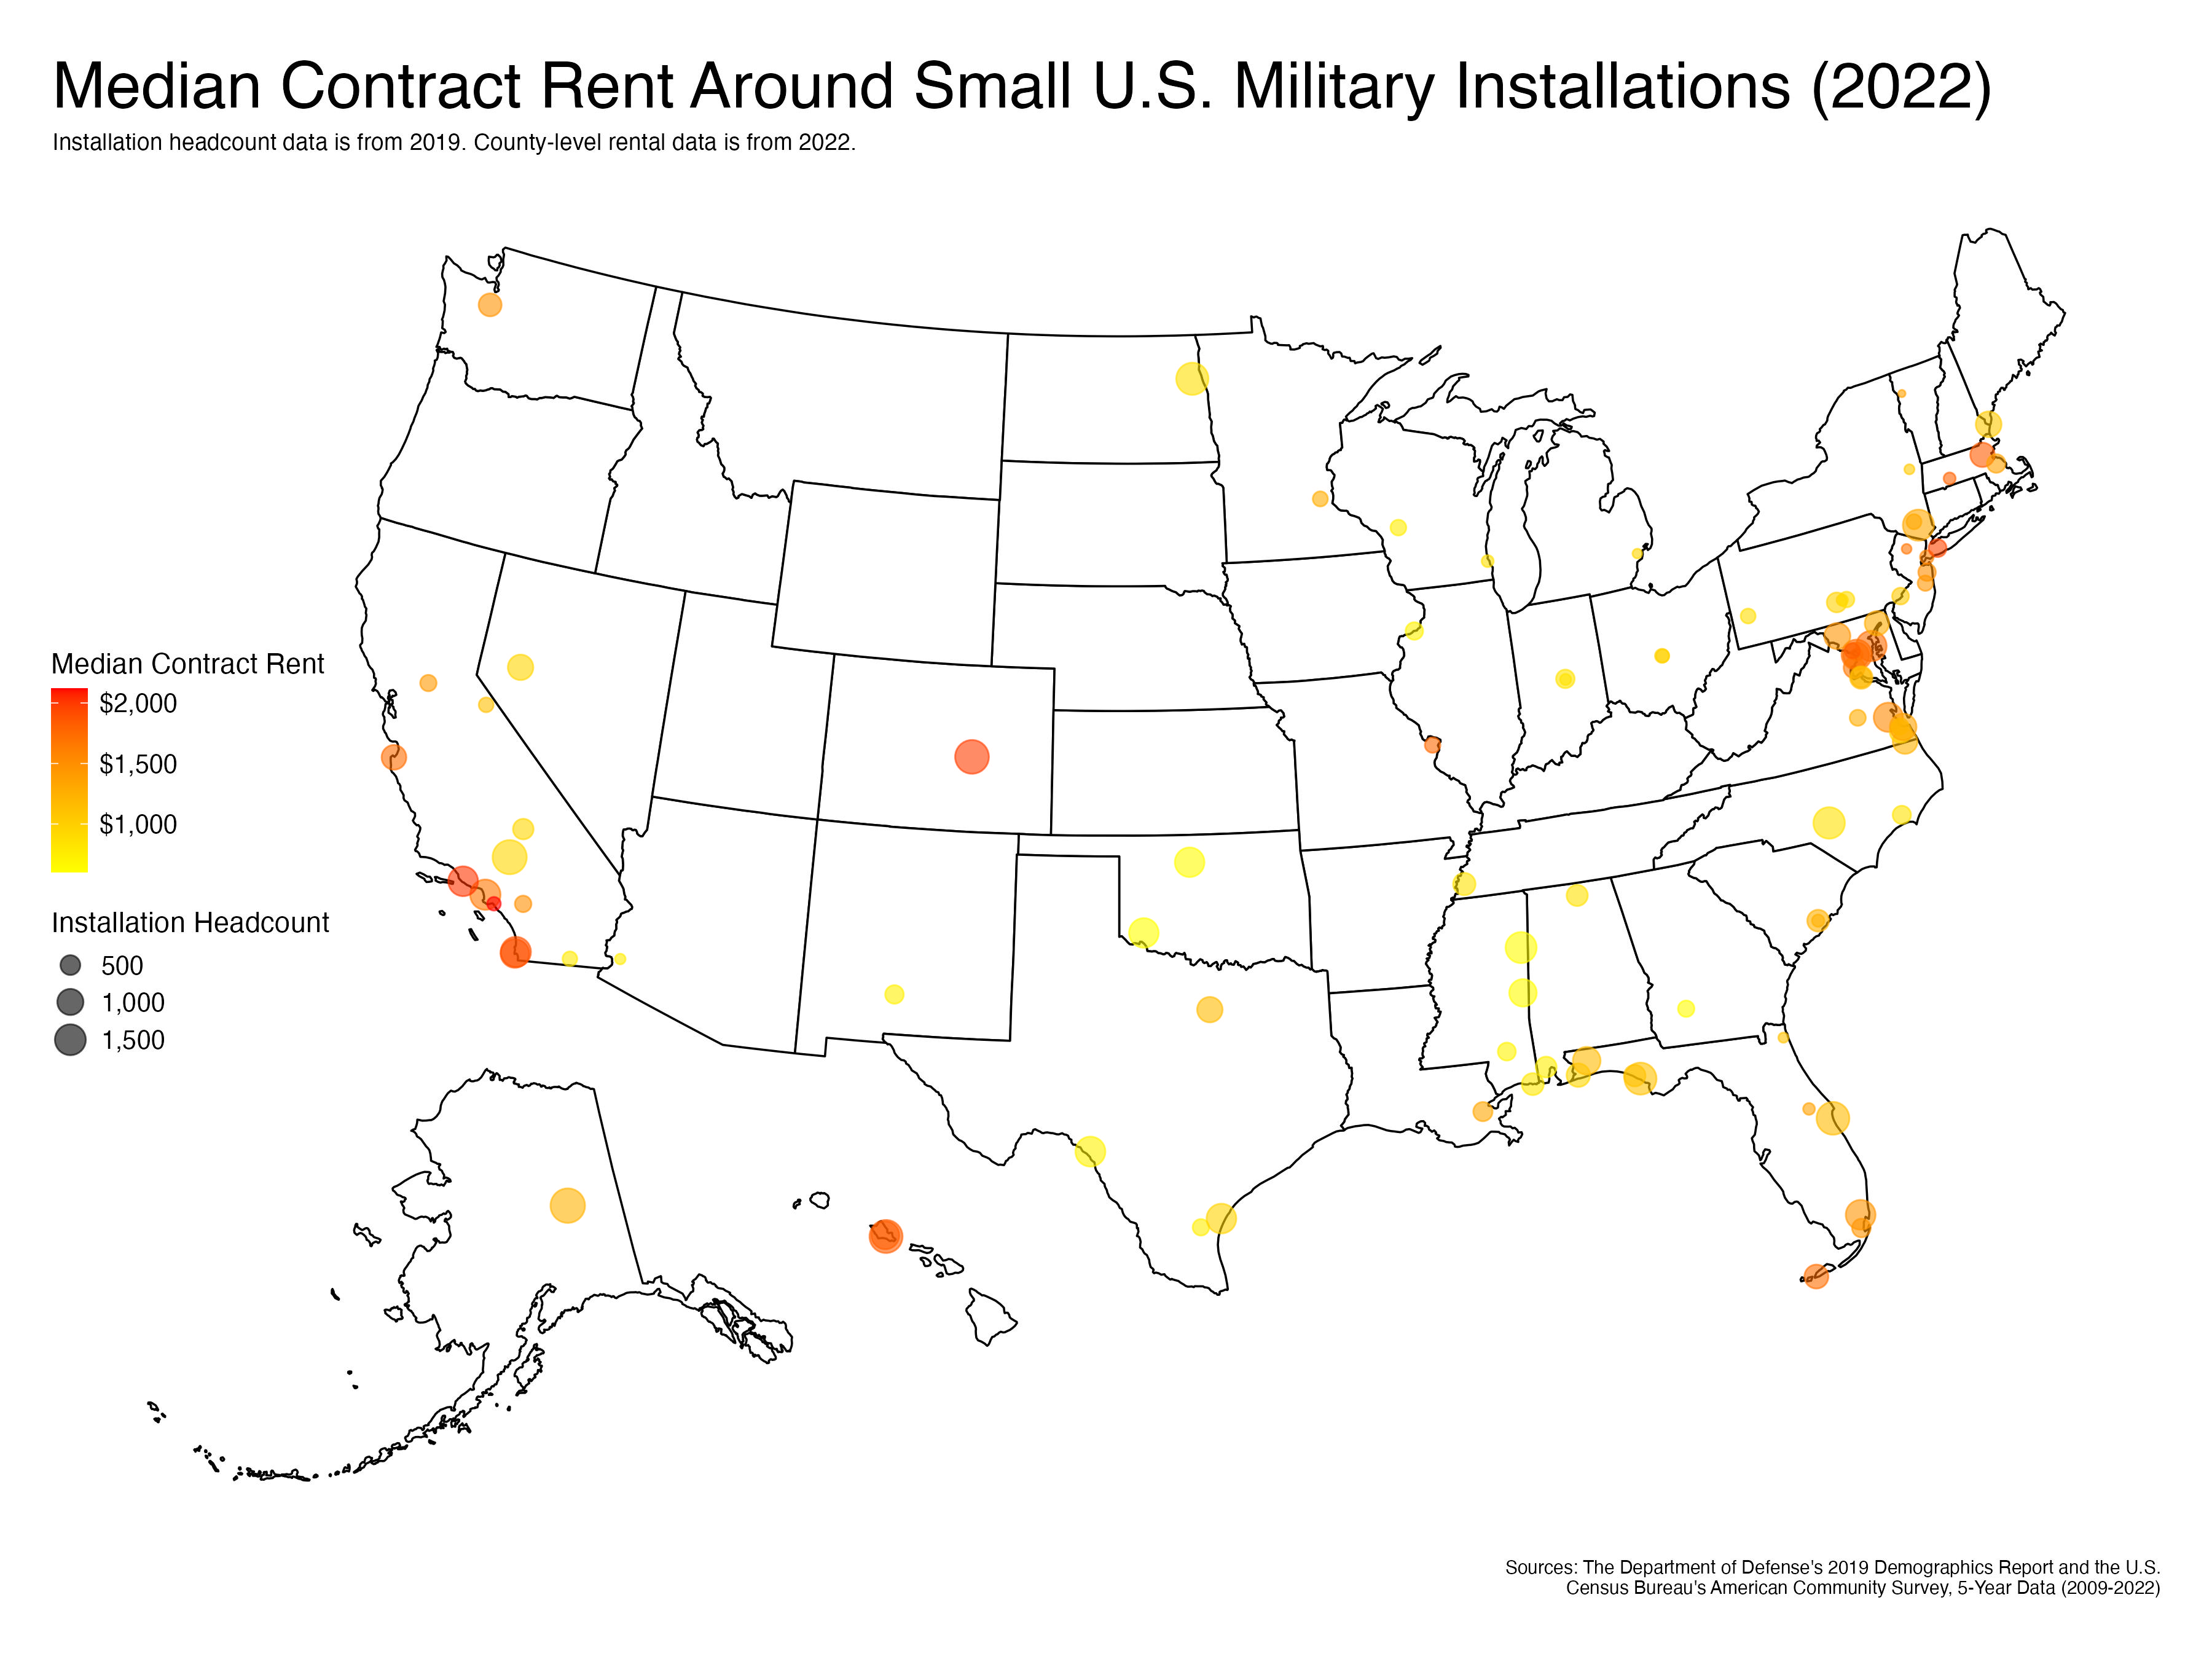 Median Contract Rent Around Small U.S. Military Installations (2022)
Installation headcount data is from 2019. County-level rental data is from 2022.
Median Contract Rent
$2,000
$1,500
$1,000
Installation Headcount
500
1,000
1,500
Sources: The Department of Defense's 2019 Demographics Report and the U.S.
Census Bureau's American Community Survey, 5-Year Data (2009-2022)